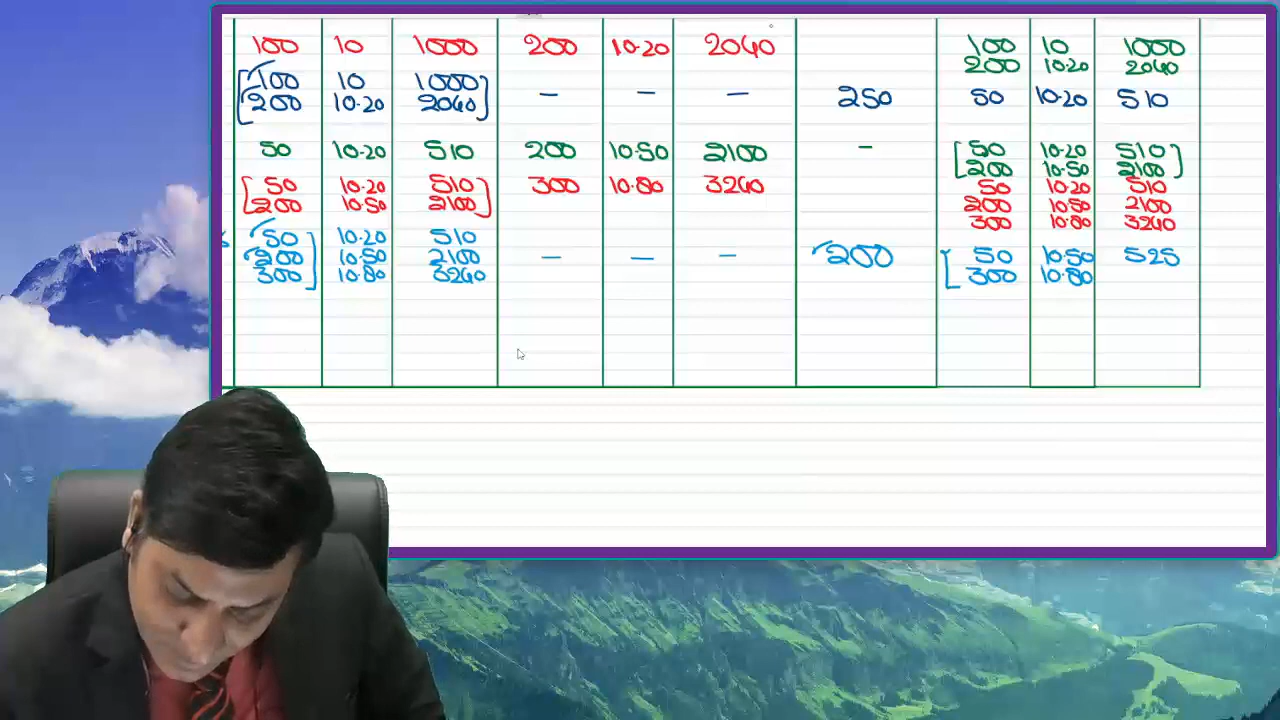 100 10 1000 200 10.20 2040 100 10 1000
200 10.20 2040
100 10 1000
200 10.20 2040 — — — 250 50 10.20 510
50 10.20 510 200 10.50 2100 — 50 10.20 510
200 10.50 2100
50 10.20 510 300 10.80 3240 50 10.20 510
200 10.50 2100 200 10.50 2100
300 10.80 3240
50 10.20 510
200 10.50 2100 — — — 200 50 10.50 525
300 10.80 3240 300 10.80